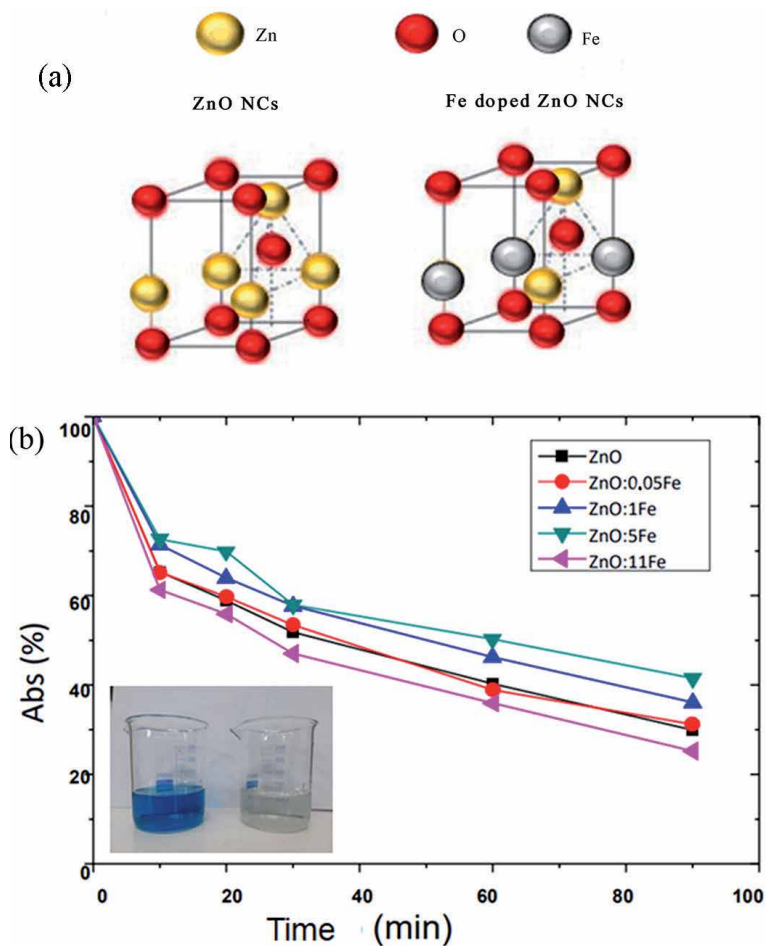 Zn
O
Fe
(a)
ZnO NCs
Fe doped ZnO NCs
(b)
100
80
60
40
20
0
Abs (%)
ZnO
ZnO:0.05Fe
ZnO:1Fe
ZnO:5Fe
ZnO:11Fe
0 20 40 60 80 100
Time (min)